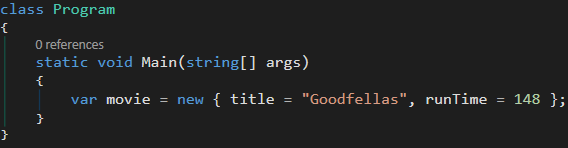 class Program
{
0 references
static void Main(string[] args)
{
var movie = new { title = "Goodfellas", runTime = 148 };
}
}